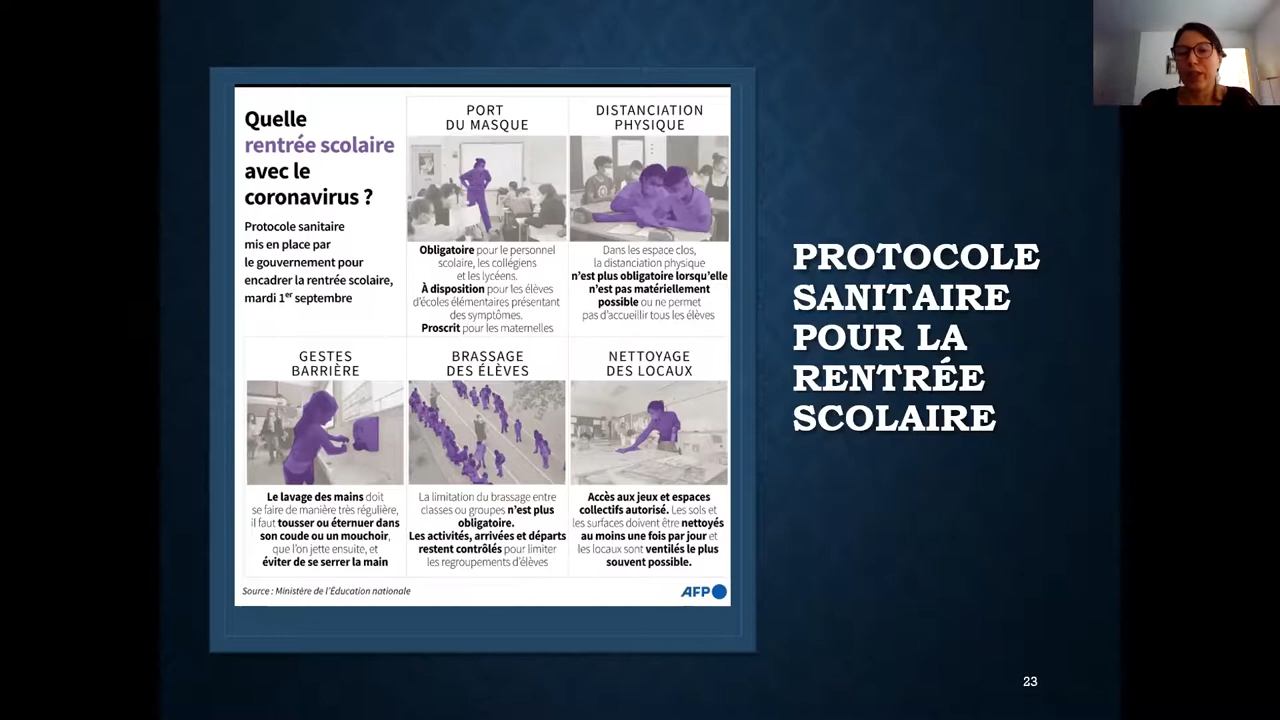 Quelle
rentrée scolaire
avec le
coronavirus ?
Protocole sanitaire
mis en place par
le gouvernement pour
encadrer la rentrée scolaire,
mardi 1er septembre
PORT
DU MASQUE
Obligatoire pour le personnel
scolaire, les collégiens
et les lycéens.
À disposition pour les élèves
d'écoles élémentaires présentant
des symptômes.
Proscrit pour les maternelles
DISTANCIATION
PHYSIQUE
Dans les espace clos,
la distanciation physique
n'est plus obligatoire lorsqu'elle
n'est pas matériellement
possible ou ne permet
pas d'accueillir tous les élèves
GESTES
BARRIÈRE
Le lavage des mains doit
se faire de manière très régulière,
il faut tousser ou éternuer dans
son coude ou un mouchoir,
que l'on jette ensuite, et
éviter de se serrer la main
BRASSAGE
DES ÉLÈVES
La limitation du brassage entre
classes ou groupes n'est plus
obligatoire.
Les activités, arrivées et départs
restent contrôlés pour limiter
les regroupements d'élèves
NETTOYAGE
DES LOCAUX
Accès aux jeux et espaces
collectifs autorisé. Les sols et
les surfaces doivent être nettoyés
au moins une fois par jour et
les locaux sont ventilés le plus
souvent possible.
Source : Ministère de l'Éducation nationale
AFP
PROTOCOLE
SANITAIRE
POUR LA
RENTRÉE
SCOLAIRE
23